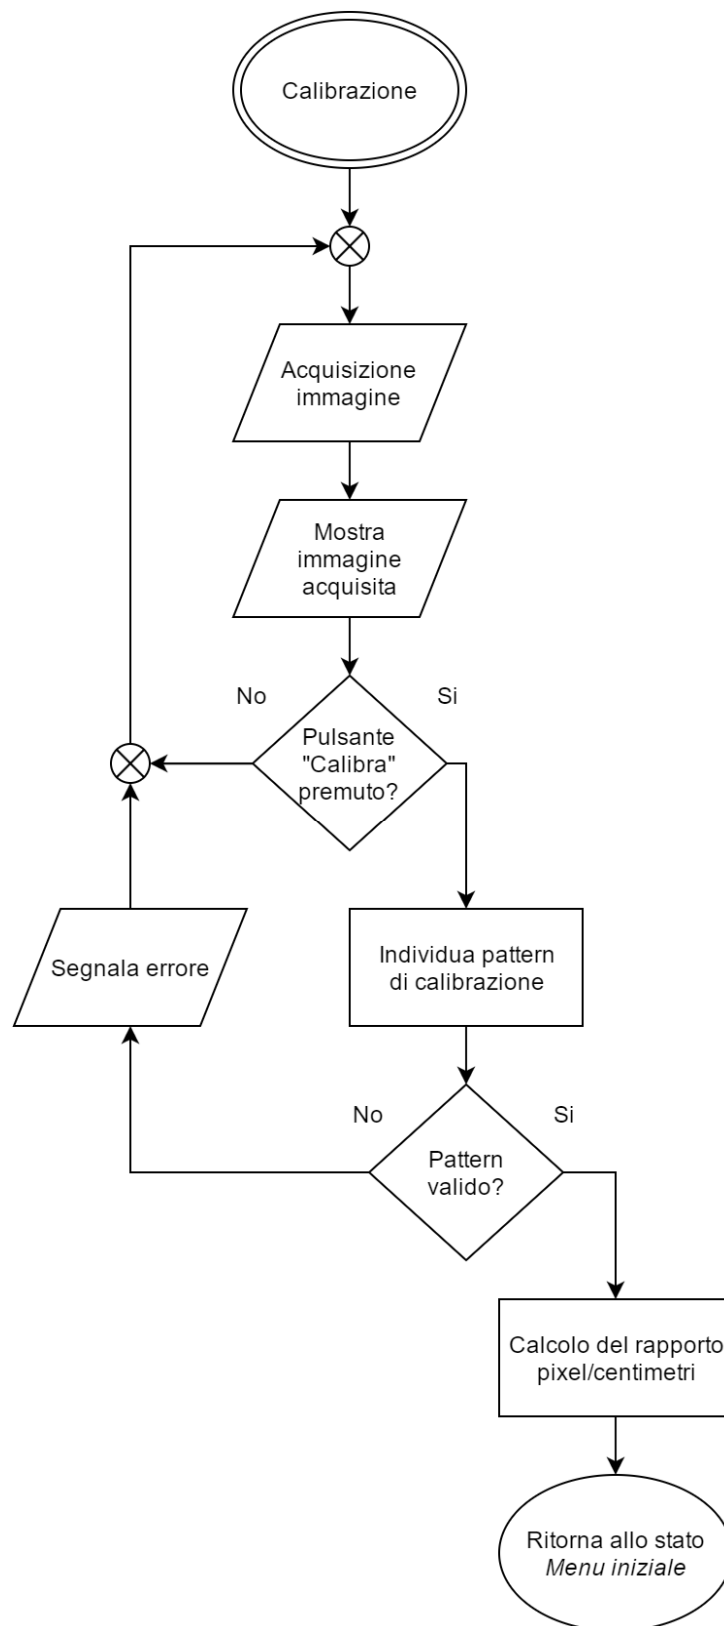 Calibrazione
Acquisizione
immagine
Mostra
immagine
acquisita
No
Si
Pulsante
"Calibra"
premuto?
Segnala errore
Individua pattern
di calibrazione
No
Si
Pattern
valido?
Calcolo del rapporto
pixel/centimetri
Ritorna allo stato
Menu iniziale